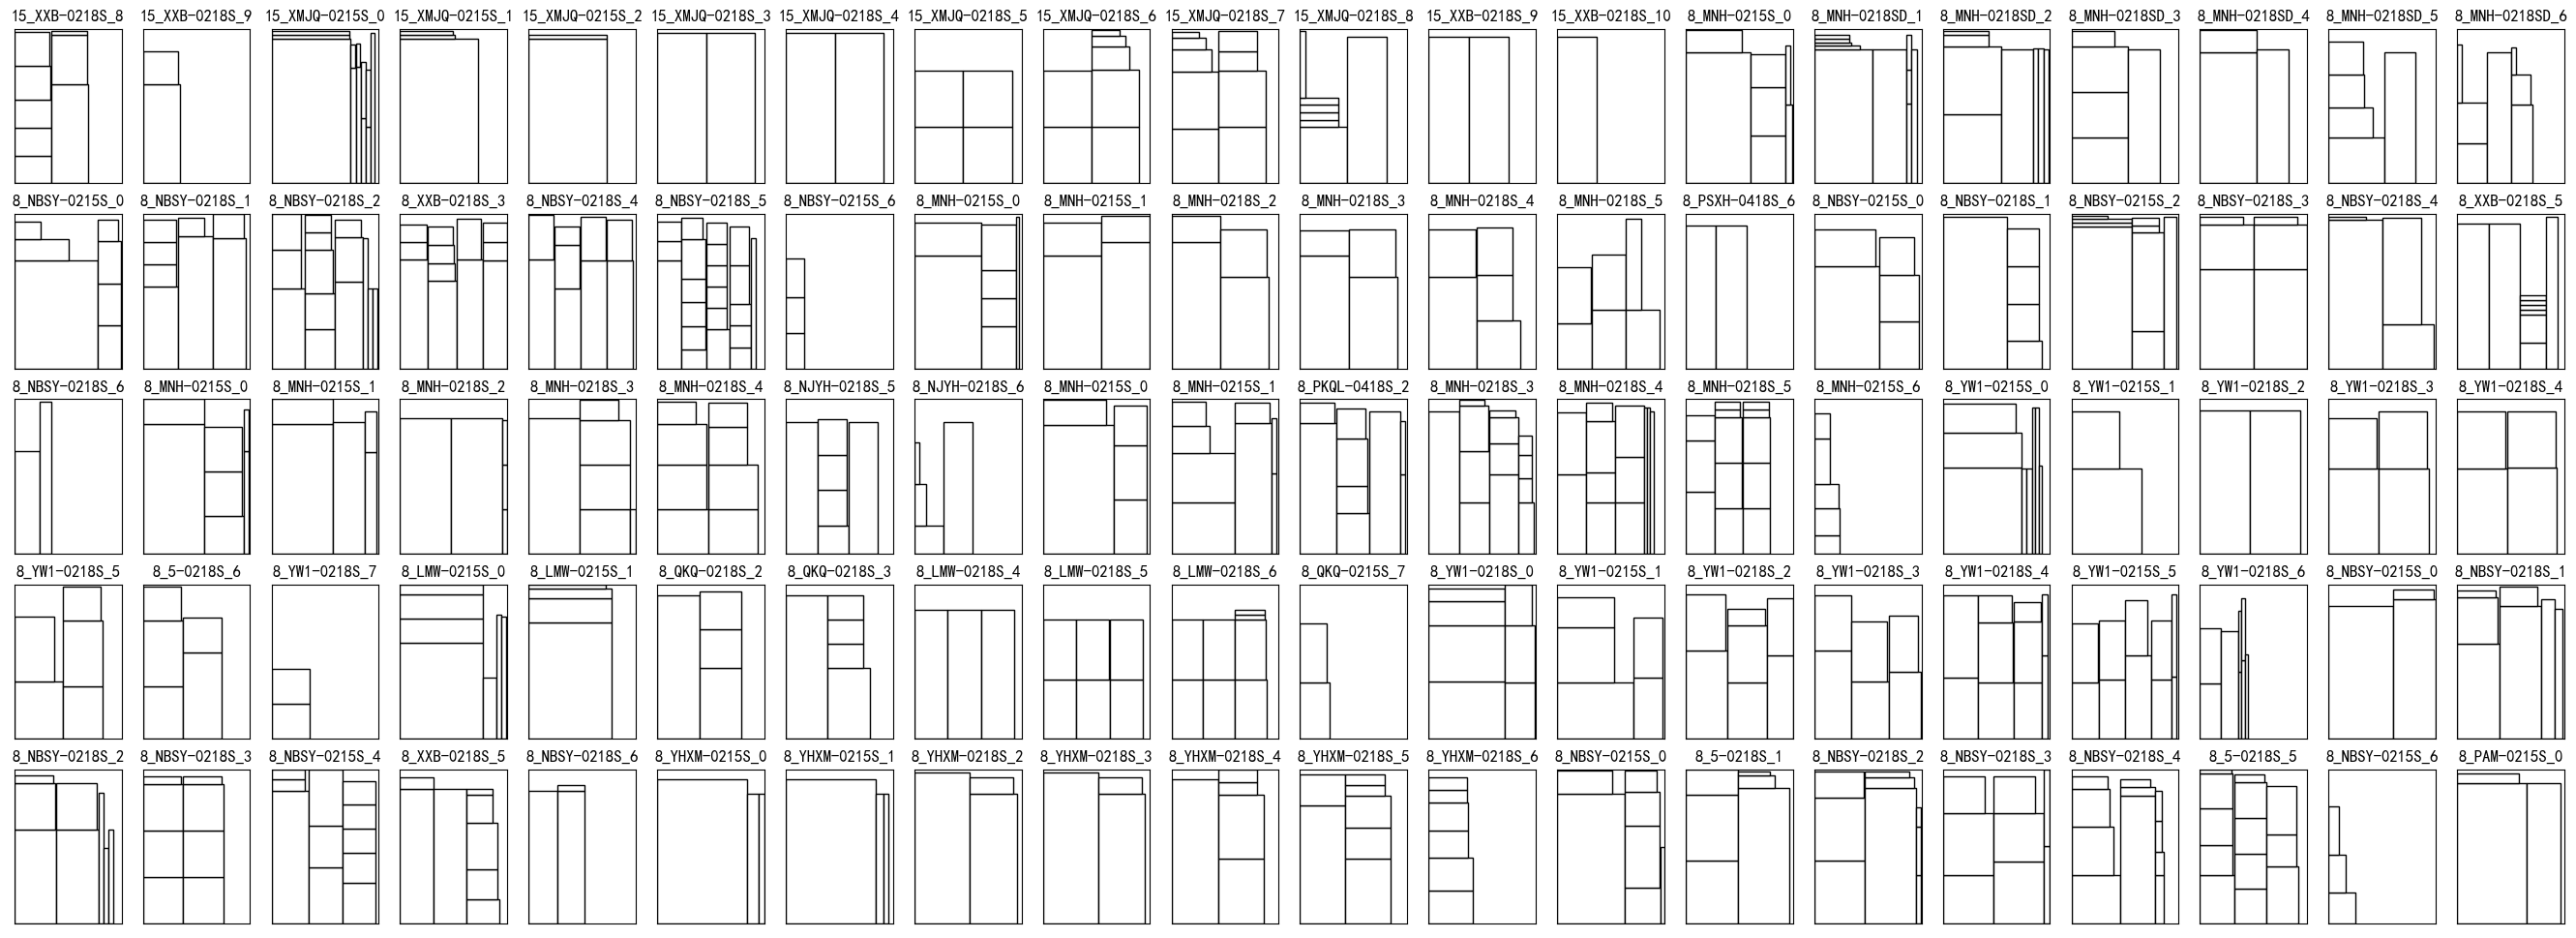 15_XXB-0218S_8 15_XXB-0218S_9 15_XMJQ-0215S_0 15_XMJQ-0215S_1 15_XMJQ-0215S_2 15_XMJQ-0218S_3 15_XMJQ-0218S_4 15_XMJQ-0218S_5 15_XMJQ-0218S_6 15_XMJQ-0218S_7 15_XMJQ-0218S_8 15_XXB-0218S_9 15_XXB-0218S_10 8_MNH-0215S_0 8_MNH-0218SD_1 8_MNH-0218SD_2 8_MNH-0218SD_3 8_MNH-0218SD_4 8_MNH-0218SD_5 8_MNH-0218SD_6
8_NBSY-0215S_0 8_NBSY-0218S_1 8_NBSY-0218S_2 8_XXB-0218S_3 8_NBSY-0218S_4 8_NBSY-0218S_5 8_NBSY-0215S_6 8_MNH-0215S_0 8_MNH-0215S_1 8_MNH-0218S_2 8_MNH-0218S_3 8_MNH-0218S_4 8_MNH-0218S_5 8_PSXH-0418S_6 8_NBSY-0215S_0 8_NBSY-0218S_1 8_NBSY-0215S_2 8_NBSY-0218S_3 8_NBSY-0218S_4 8_XXB-0218S_5
8_NBSY-0218S_6 8_MNH-0215S_0 8_MNH-0215S_1 8_MNH-0218S_2 8_MNH-0218S_3 8_MNH-0218S_4 8_NJYH-0218S_5 8_NJYH-0218S_6 8_MNH-0215S_0 8_MNH-0215S_1 8_PKQL-0418S_2 8_MNH-0218S_3 8_MNH-0218S_4 8_MNH-0218S_5 8_MNH-0215S_6 8_YW1-0215S_0 8_YW1-0215S_1 8_YW1-0218S_2 8_YW1-0218S_3 8_YW1-0218S_4
8_YW1-0218S_5 8_5-0218S_6 8_YW1-0218S_7 8_LMW-0215S_0 8_LMW-0215S_1 8_QKQ-0218S_2 8_QKQ-0218S_3 8_LMW-0218S_4 8_LMW-0218S_5 8_LMW-0218S_6 8_QKQ-0215S_7 8_YW1-0218S_0 8_YW1-0215S_1 8_YW1-0218S_2 8_YW1-0218S_3 8_YW1-0218S_4 8_YW1-0215S_5 8_YW1-0218S_6 8_NBSY-0215S_0 8_NBSY-0218S_1
8_NBSY-0218S_2 8_NBSY-0218S_3 8_NBSY-0215S_4 8_XXB-0218S_5 8_NBSY-0218S_6 8_YHXM-0215S_0 8_YHXM-0215S_1 8_YHXM-0218S_2 8_YHXM-0218S_3 8_YHXM-0218S_4 8_YHXM-0218S_5 8_YHXM-0218S_6 8_NBSY-0215S_0 8_5-0218S_1 8_NBSY-0218S_2 8_NBSY-0218S_3 8_NBSY-0218S_4 8_5-0218S_5 8_NBSY-0215S_6 8_PAM-0215S_0